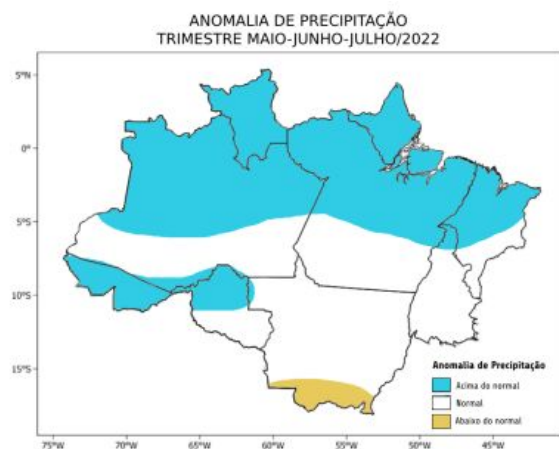 ANOMALIA DE PRECIPITAÇÃO
TRIMESTRE MAIO-JUNHO-JULHO/2022
5°N
0°
5°S
10°S
15°S
Anomalia de Precipitação
Acima do normal
Normal
Abaixo do normal
75°W 70°W 65°W 60°W 55°W 50°W 45°W